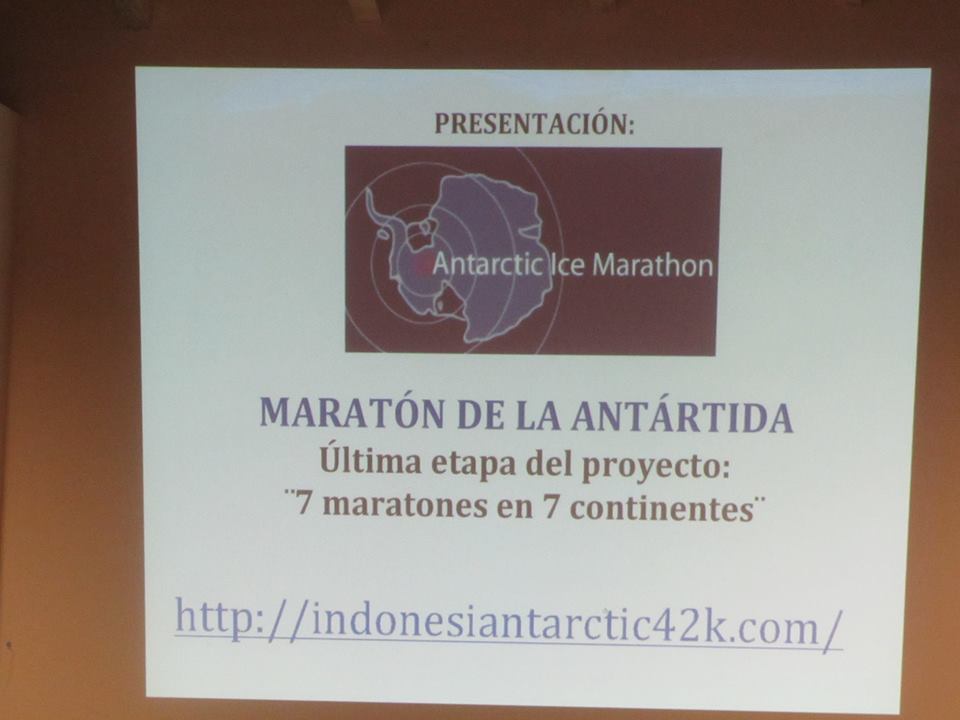 PRESENTACIÓN:
Antarctic Ice Marathon
MARATÓN DE LA ANTÁRTIDA
Última etapa del proyecto:
¨7 maratones en 7 continentes¨
http://indonesiantarctic42k.com/